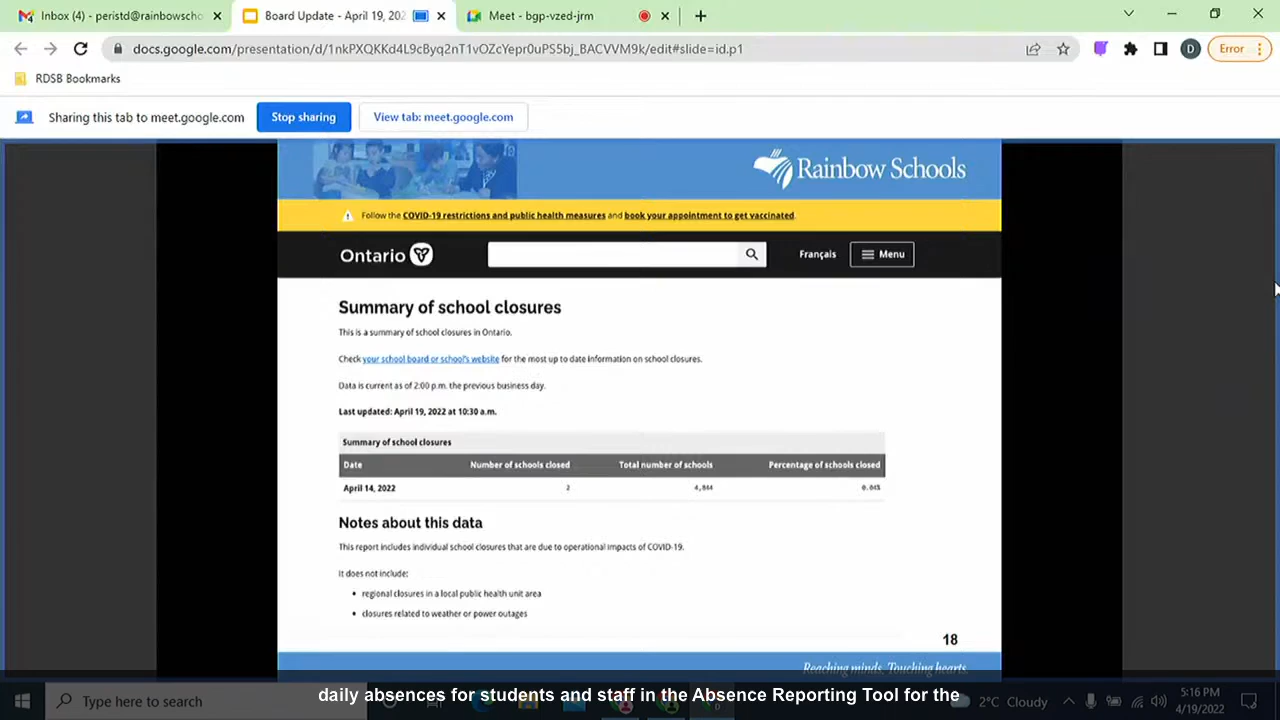 Inbox (4) - peristd@rainbowscho
Board Update - April 19, 202
Meet - bgp-vzed-jrm
docs.google.com/presentation/d/1nkPXQKKd4L9cByq2nT1vOZcYepr0uPS5bj_BACVVM9k/edit#slide=id.p1
D
Error
RDSB Bookmarks
Sharing this tab to meet.google.com
Stop sharing
View tab: meet.google.com
Rainbow Schools
Follow the COVID-19 restrictions and public health measures and book your appointment to get vaccinated.
Ontario
Français
Menu
Summary of school closures
This is a summary of school closures in Ontario.
Check your school board or school's website for the most up to date information on school closures.
Data is current as of 2:00 p.m. the previous business day.
Last updated: April 19, 2022 at 10:30 a.m.
Summary of school closures
Date Number of schools closed Total number of schools Percentage of schools closed
April 14, 2022 2 4,844 0.04%
Notes about this data
This report includes individual school closures that are due to operational impacts of COVID-19.
It does not include:
• regional closures in a local public health unit area
• closures related to weather or power outages
18
Reaching minds. Touching hearts.
daily absences for students and staff in the Absence Reporting Tool for the
Type here to search
2°C Cloudy
5:16 PM
4/19/2022